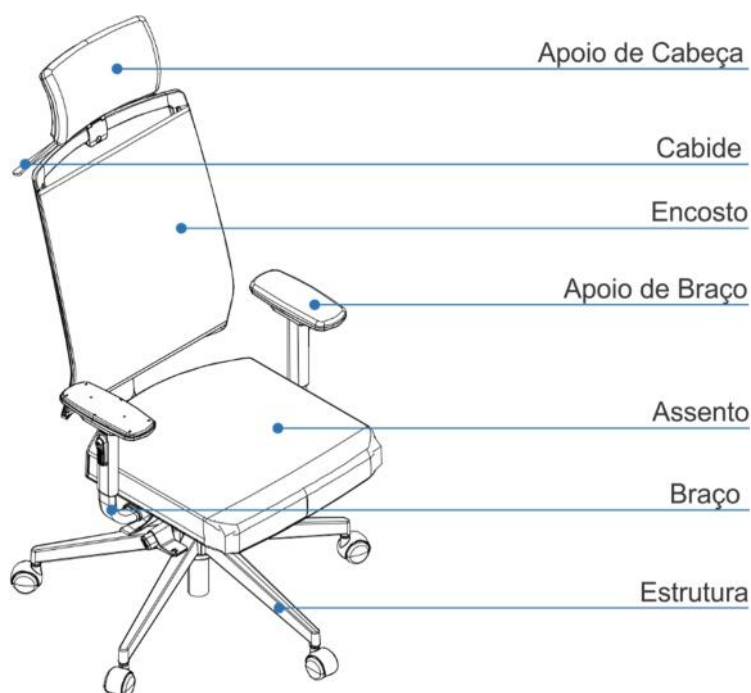 Apoio de Cabeça
Cabide
Encosto
Apoio de Braço
Assento
Braço
Estrutura